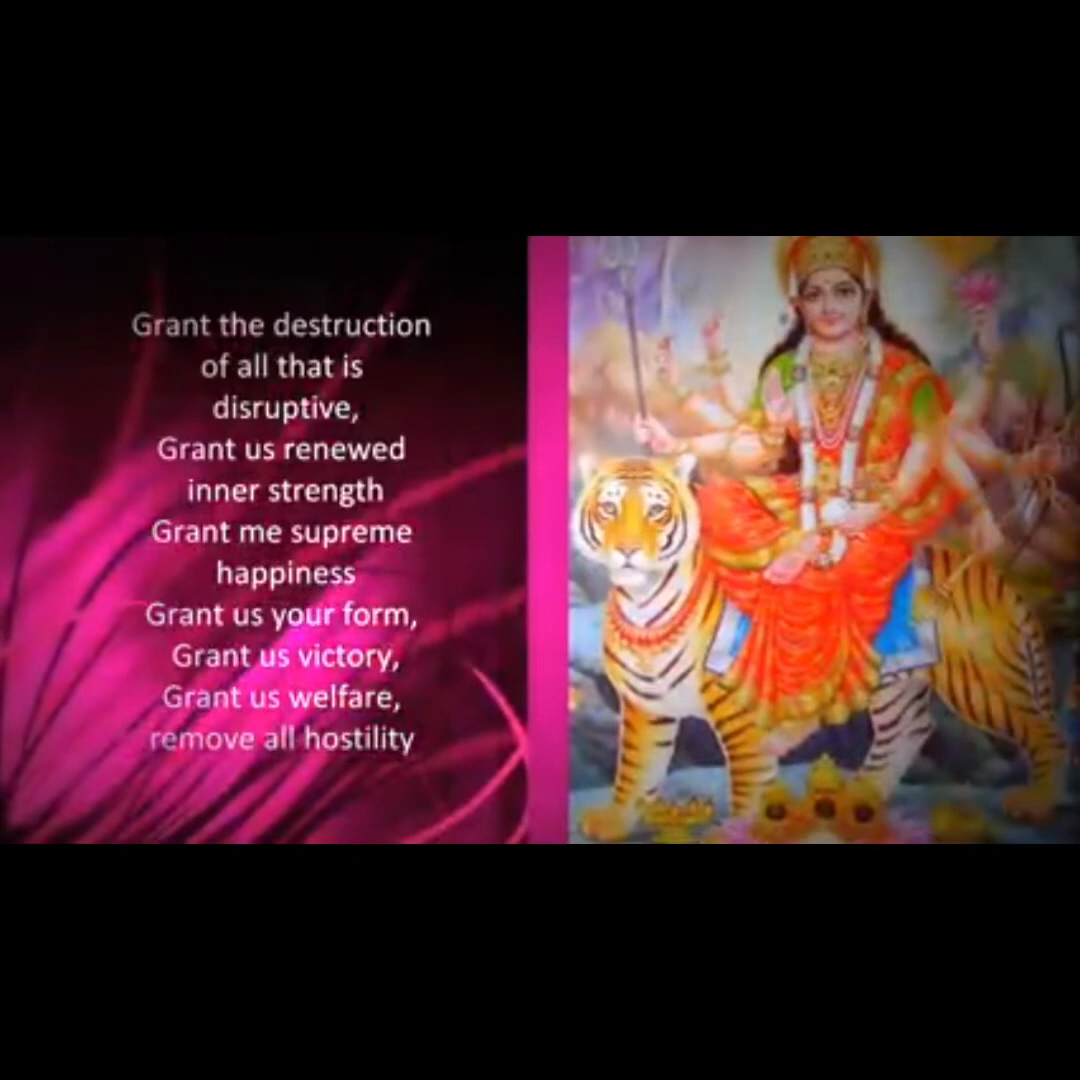 Grant the destruction
of all that is
disruptive,
Grant us renewed
inner strength
Grant me supreme
happiness
Grant us your form,
Grant us victory,
Grant us welfare,
remove all hostility